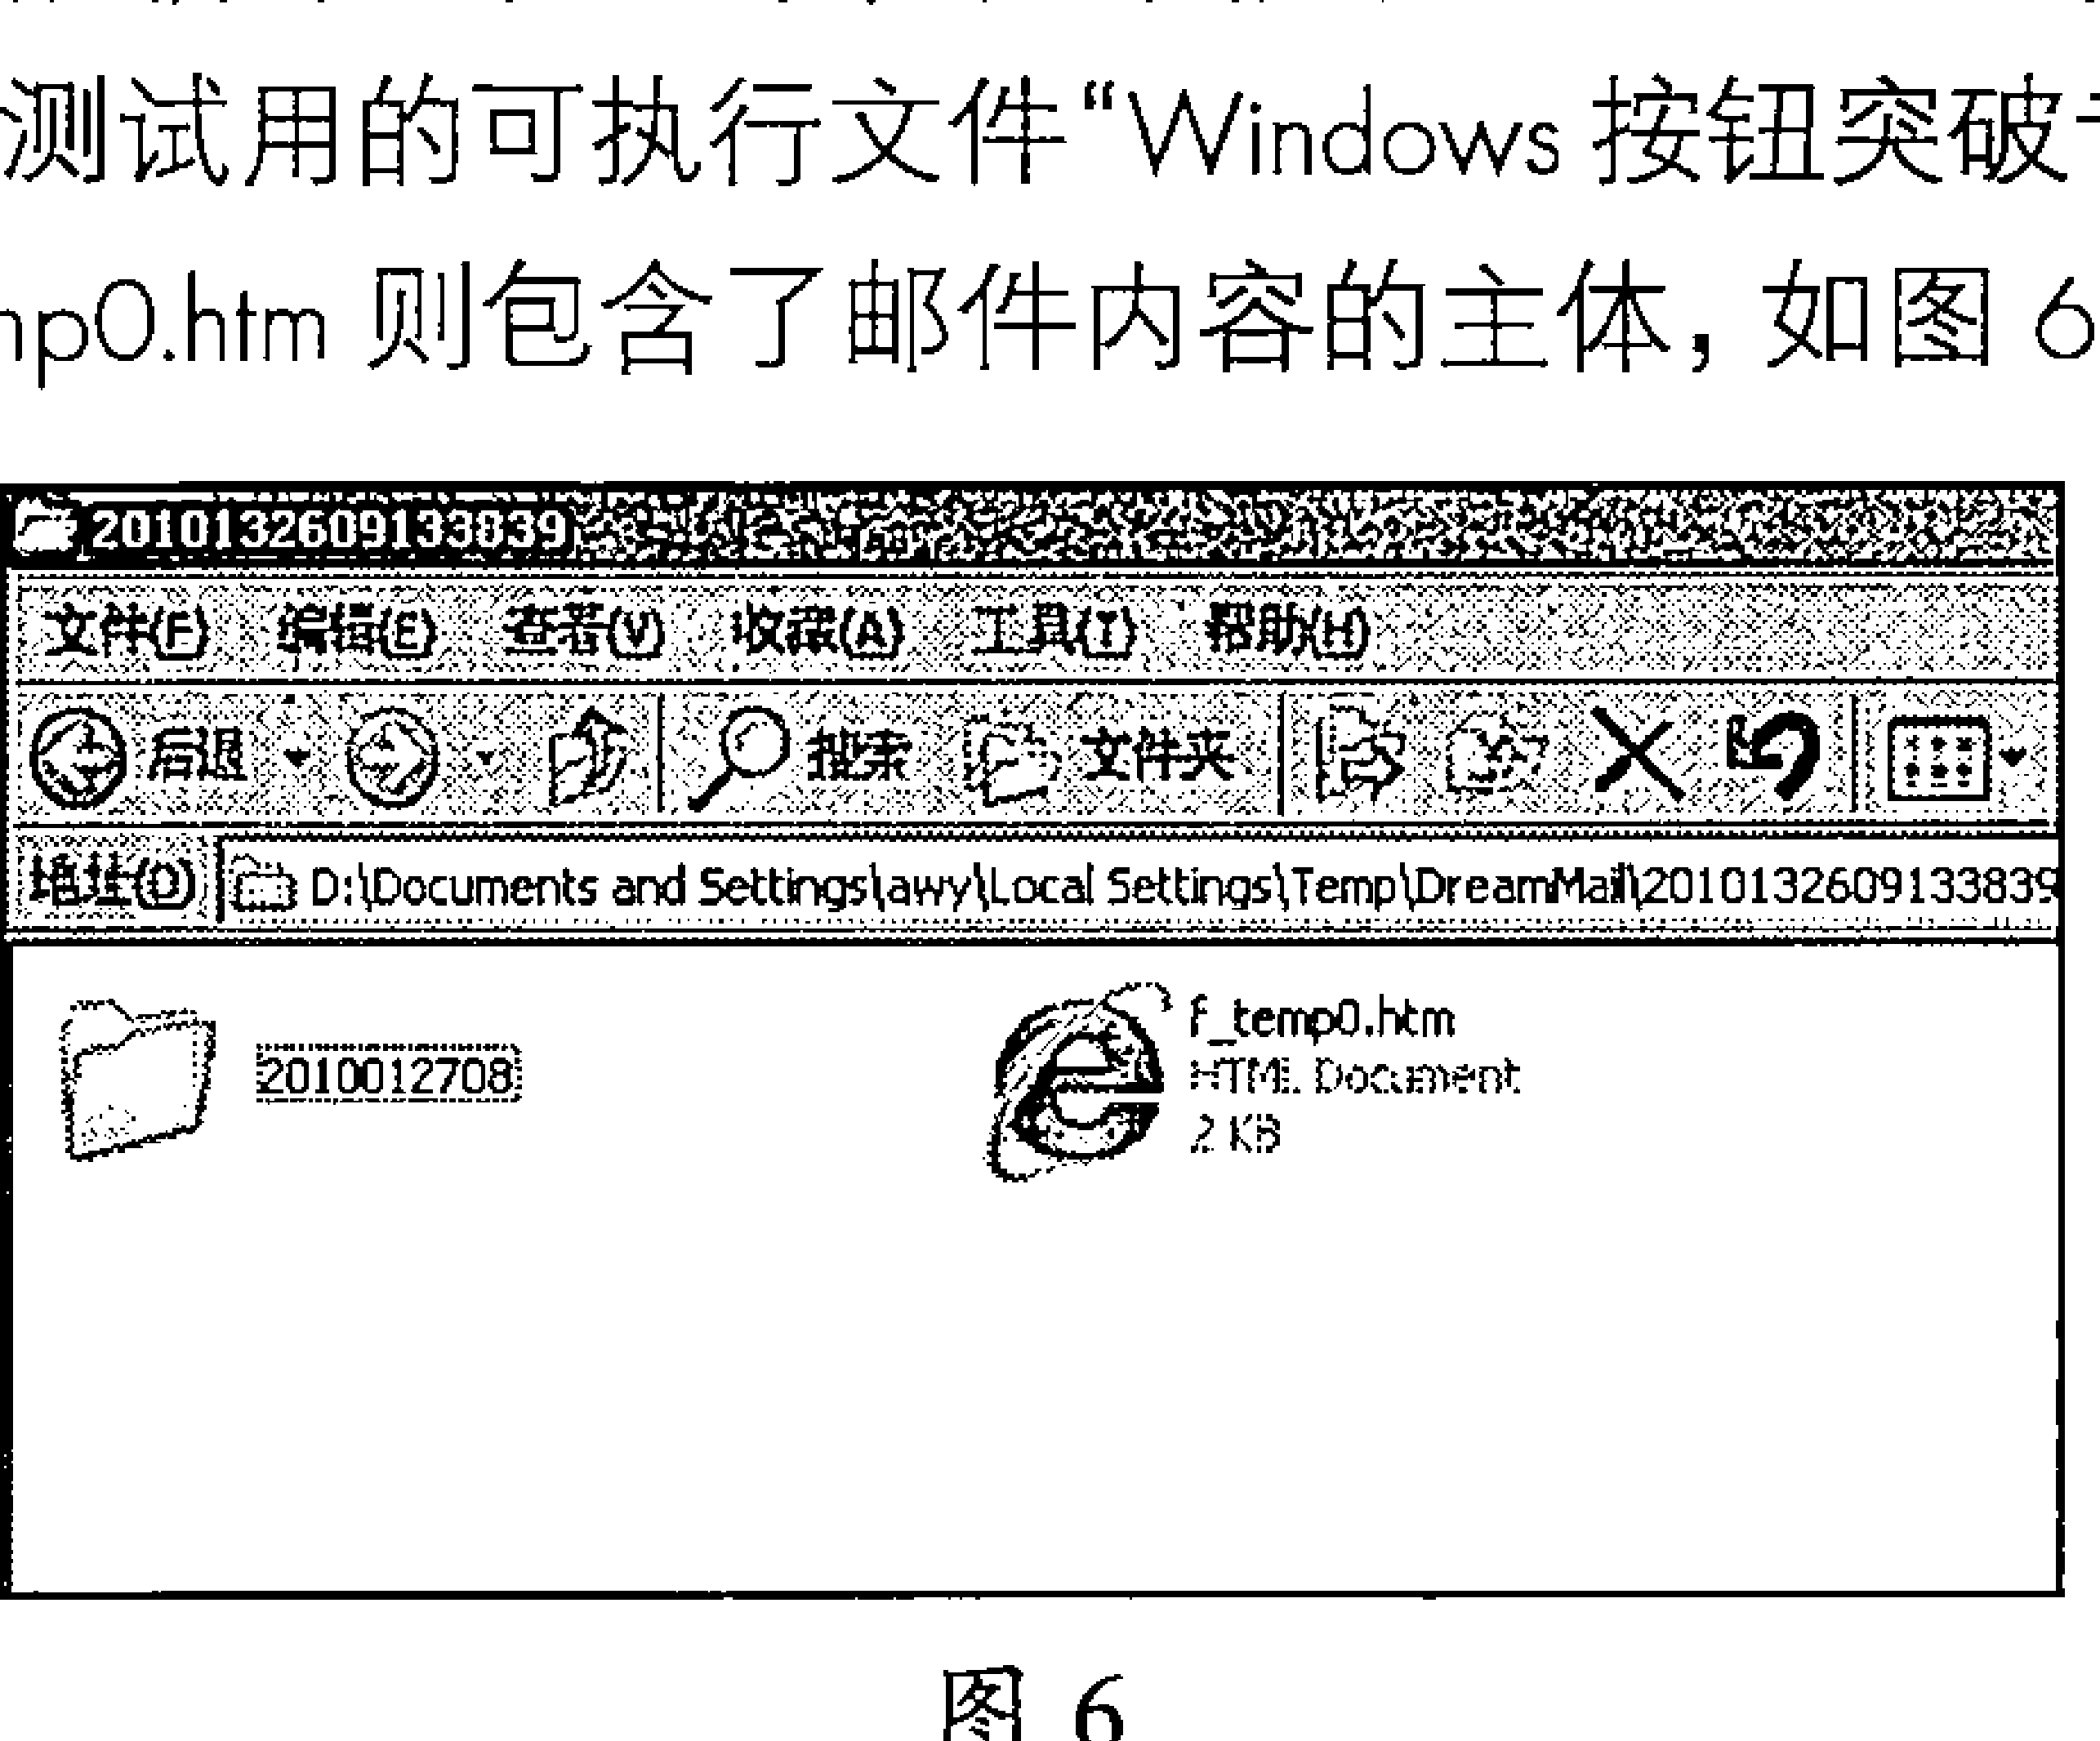 测试用的可执行文件“Windows 按钮突破
mp0.htm 则包含了邮件内容的主体，如图 6
2010132609133839
文件(F) 编辑(E) 查看(V) 收藏(A) 工具(T) 帮助(H)
后退 搜索 文件夹
地址(D) D:\Documents and Settings\awy\Local Settings\Temp\DreamMail\2010132609133839
2010012708
f_temp0.htm
HTML Document
2 KB
图 6